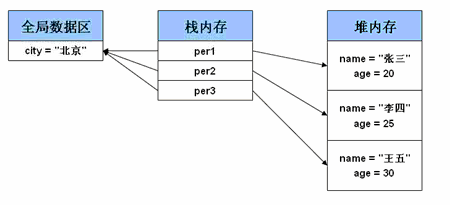 全局数据区
city = "北京"
栈内存
per1
per2
per3
堆内存
name = "张三"
age = 20
name = "李四"
age = 25
name = "王五"
age = 30